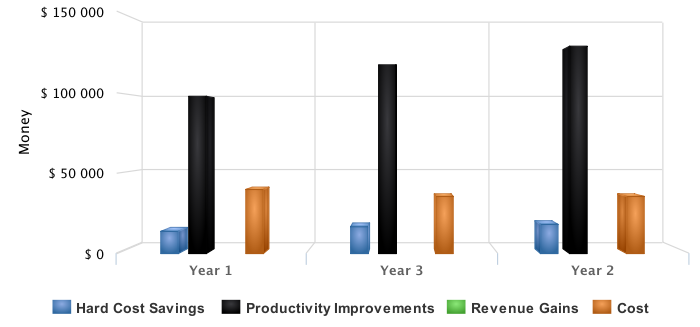 $ 150 000
$ 100 000
$ 50 000
$ 0
Money
Year 1 Year 3 Year 2
Hard Cost Savings Productivity Improvements Revenue Gains Cost